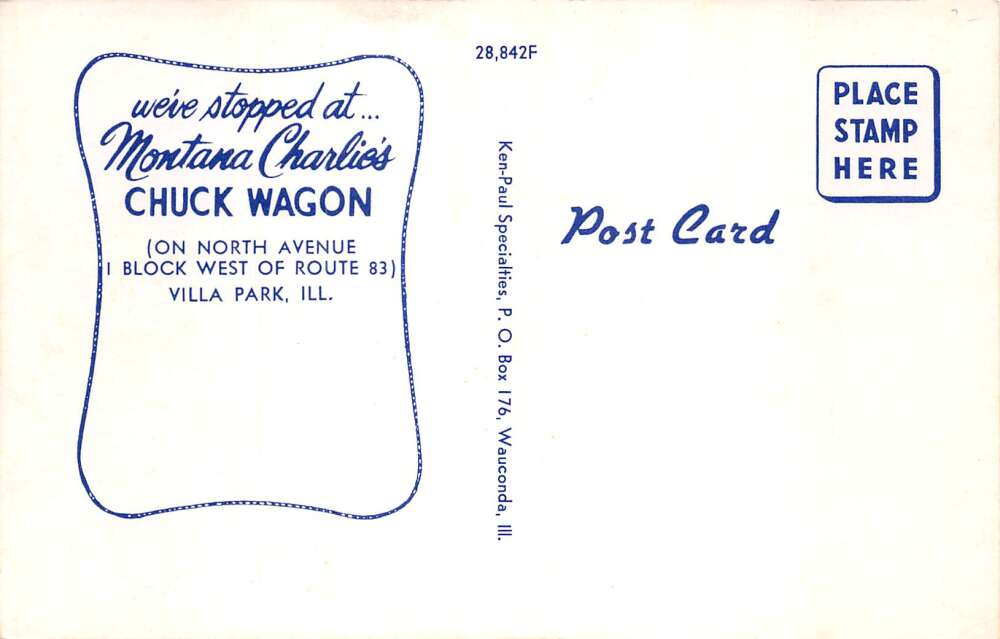 28,842F
we've stopped at...
Montana Charlie's
CHUCK WAGON
(ON NORTH AVENUE
1 BLOCK WEST OF ROUTE 83)
VILLA PARK, ILL.
Ken-Paul Specialties, P. O. Box 176, Wauconda, Ill.
Post Card
PLACE
STAMP
HERE